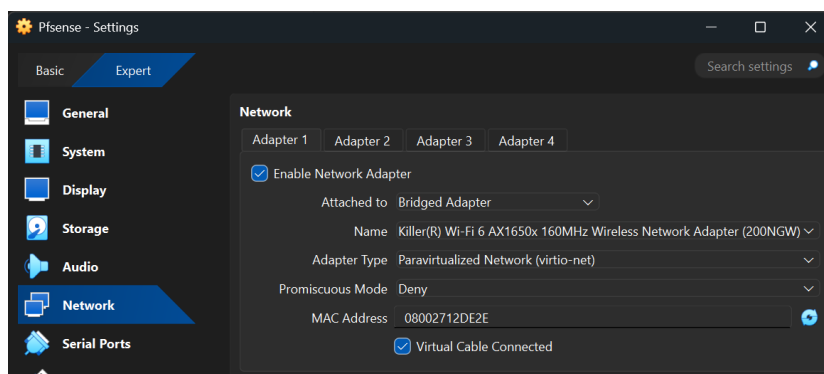 Pfsense - Settings
Basic Expert Search settings
General
System
Display
Storage
Audio
Network
Serial Ports
Network
Adapter 1 Adapter 2 Adapter 3 Adapter 4
Enable Network Adapter
Attached to Bridged Adapter
Name Killer(R) Wi-Fi 6 AX1650x 160MHz Wireless Network Adapter (200NGW)
Adapter Type Paravirtualized Network (virtio-net)
Promiscuous Mode Deny
MAC Address 08002712DE2E
Virtual Cable Connected